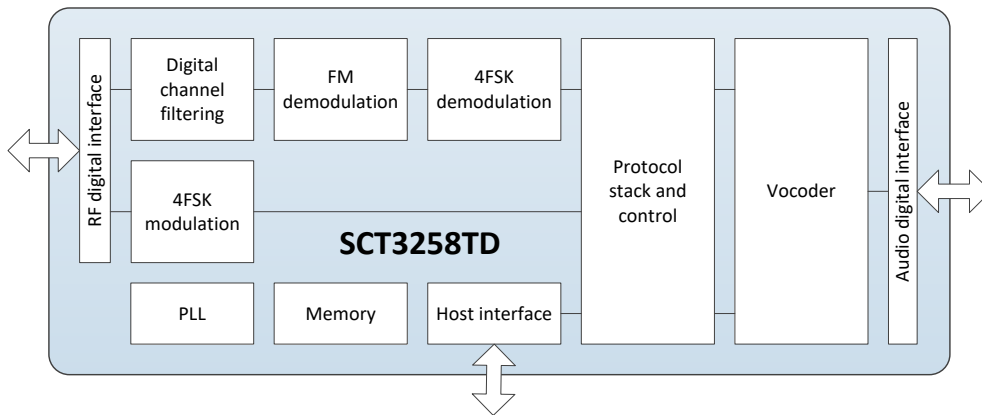 RF digital interface
Digital
channel
filtering
FM
demodulation
4FSK
demodulation
4FSK
modulation
SCT3258TD
PLL
Memory
Host interface
Protocol
stack and
control
Vocoder
Audio digital interface